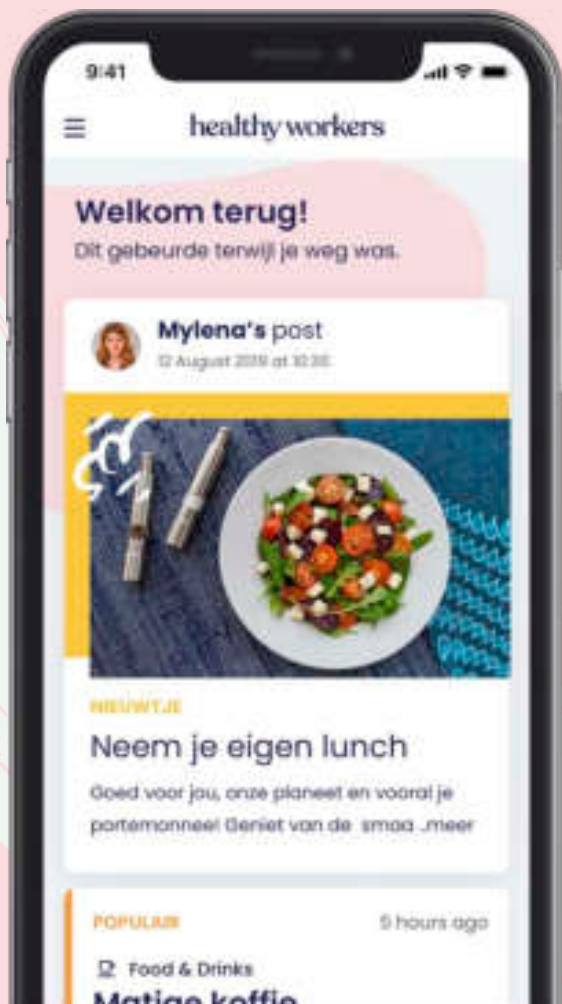 9:41
healthy workers
Welkom terug!
Dit gebeurde terwijl je weg was.
Mylena's post
12 August 2019 at 10:30
NIEUWTJE
Neem je eigen lunch
Goed voor jou, onze planeet en vooral je
portemonnee! Geniet van de smaa ..meer
POPULAIR
5 hours ago
Food & Drinks
Matige koffie